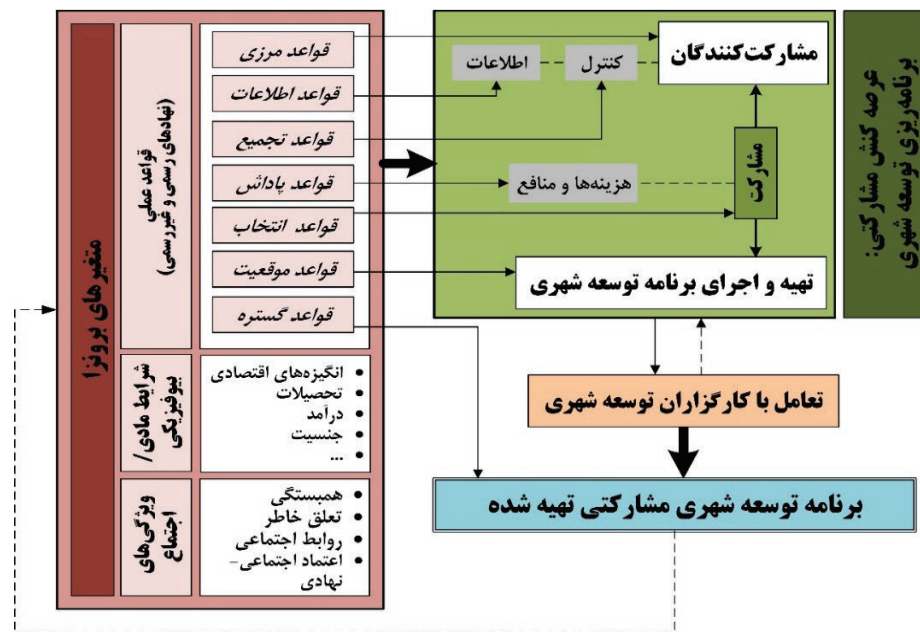 عرصه کنش مشارکتی:
برنامه‌ریزی توسعه شهری
مشارکت‌کنندگان
کنترل
اطلاعات
مشارکت
هزینه‌ها و منافع
تهیه و اجرای برنامه توسعه شهری
تعامل با کارگزاران توسعه شهری
برنامه توسعه شهری مشارکتی تهیه شده
متغیرهای برونزا
قواعد عملی
(نهادهای رسمی و غیررسمی)
قواعد مرزی
قواعد اطلاعات
قواعد تجمیع
قواعد پاداش
قواعد انتخاب
قواعد موقعیت
قواعد گستره
شرایط مادی/
بیوفیزیکی
• انگیزه‌های اقتصادی
• تحصیلات
• درآمد
• جنسیت
• ...
ویژگی‌های
اجتماع
• همبستگی
• تعلق خاطر
• روابط اجتماعی
• اعتماد اجتماعی-
نهادی